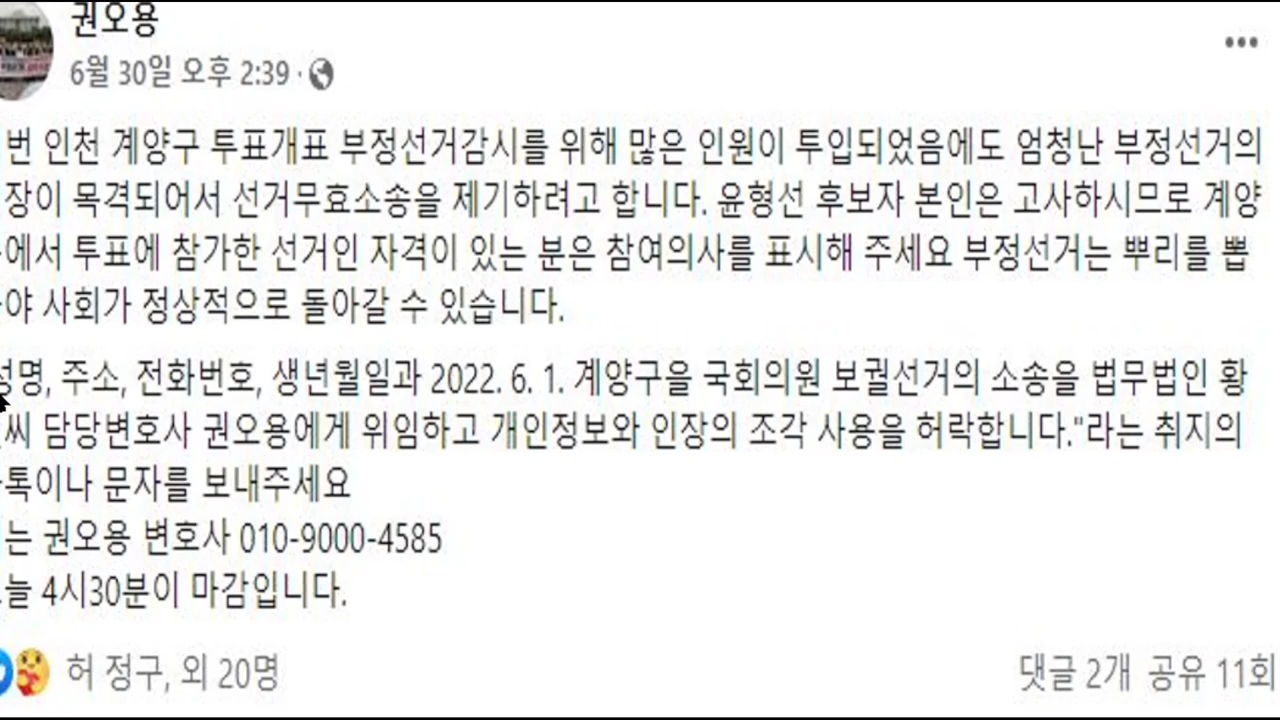 권오용
6월 30일 오후 2:39 ·
번 인천 계양구 투표개표 부정선거감시를 위해 많은 인원이 투입되었음에도 엄청난 부정선거의
장이 목격되어서 선거무효소송을 제기하려고 합니다. 윤형선 후보자 본인은 고사하시므로 계양
에서 투표에 참가한 선거인 자격이 있는 분은 참여의사를 표시해 주세요 부정선거는 뿌리를 뽑
야 사회가 정상적으로 돌아갈 수 있습니다.
성명, 주소, 전화번호, 생년월일과 2022. 6. 1. 계양구을 국회의원 보궐선거의 소송을 법무법인 황
씨 담당변호사 권오용에게 위임하고 개인정보와 인장의 조각 사용을 허락합니다."라는 취지의
톡이나 문자를 보내주세요
는 권오용 변호사 010-9000-4585
늘 4시30분이 마감입니다.
허 정구, 외 20명
댓글 2개 공유 11회